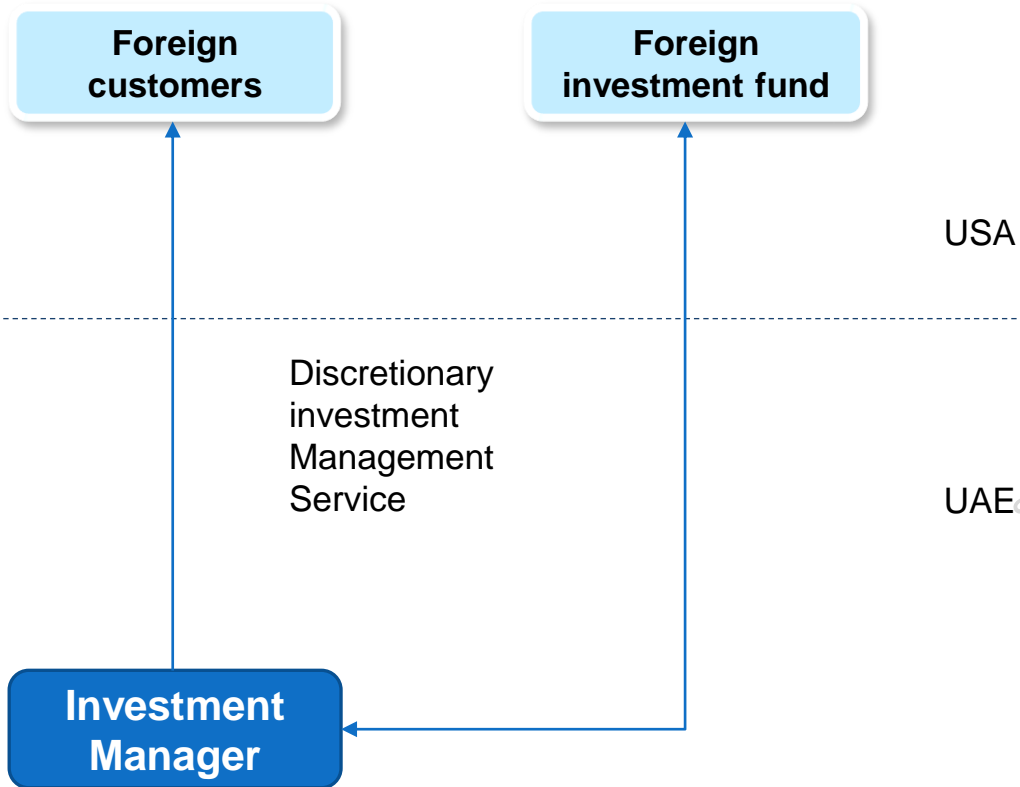 Foreign
customers
Foreign
investment fund
USA
Discretionary
investment
Management
Service
UAE
Investment
Manager